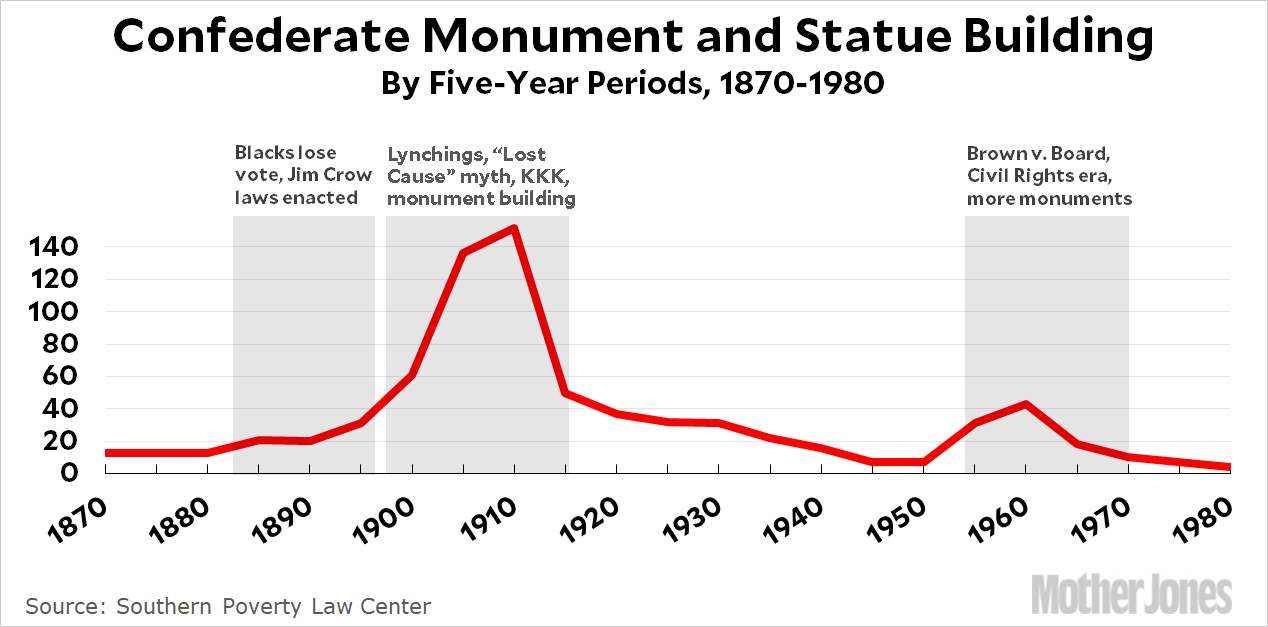 Confederate Monument and Statue Building
By Five-Year Periods, 1870-1980
Blacks lose
vote, Jim Crow
laws enacted
Lynchings, “Lost
Cause” myth, KKK,
monument building
Brown v. Board,
Civil Rights era,
more monuments
140
120
100
80
60
40
20
0
1870
1880
1890
1900
1910
1920
1930
1940
1950
1960
1970
1980
Source: Southern Poverty Law Center
Mother Jones